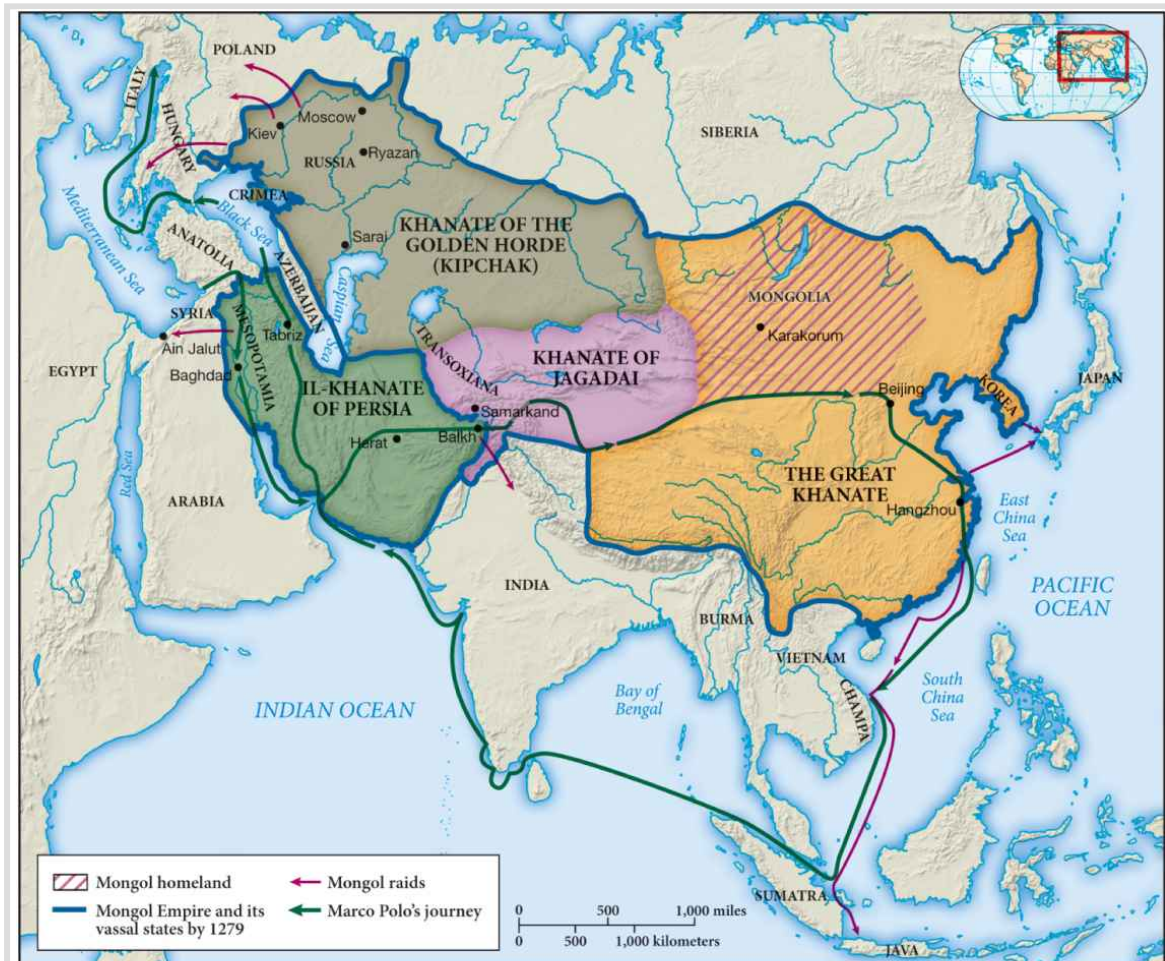 POLAND
ITALY
HUNGARY
Moscow
Kiev
RUSSIA
Ryazan
SIBERIA
CRIMEA
Black Sea
Mediterranean Sea
ANATOLIA
AZERBAIJAN
Sarai
Caspian
Sea
KHANATE OF THE
GOLDEN HORDE
(KIPCHAK)
MONGOLIA
Karakorum
SYRIA
MESOPOTAMIA
Tabriz
TRANSOXIANA
KHANATE OF
JAGADAI
Ain Jalut
Baghdad
EGYPT
IL-KHANATE
OF PERSIA
Samarkand
Balkh
Herat
Beijing
KOREA
JAPAN
Red Sea
ARABIA
THE GREAT
KHANATE
Hangzhou
East
China
Sea
PACIFIC
OCEAN
INDIA
BURMA
VIETNAM
CHAMPA
South
China
Sea
INDIAN OCEAN
Bay of
Bengal
SUMATRA
JAVA
Mongol homeland
Mongol Empire and its
vassal states by 1279
Mongol raids
Marco Polo's journey
0 500 1,000 miles
0 500 1,000 kilometers